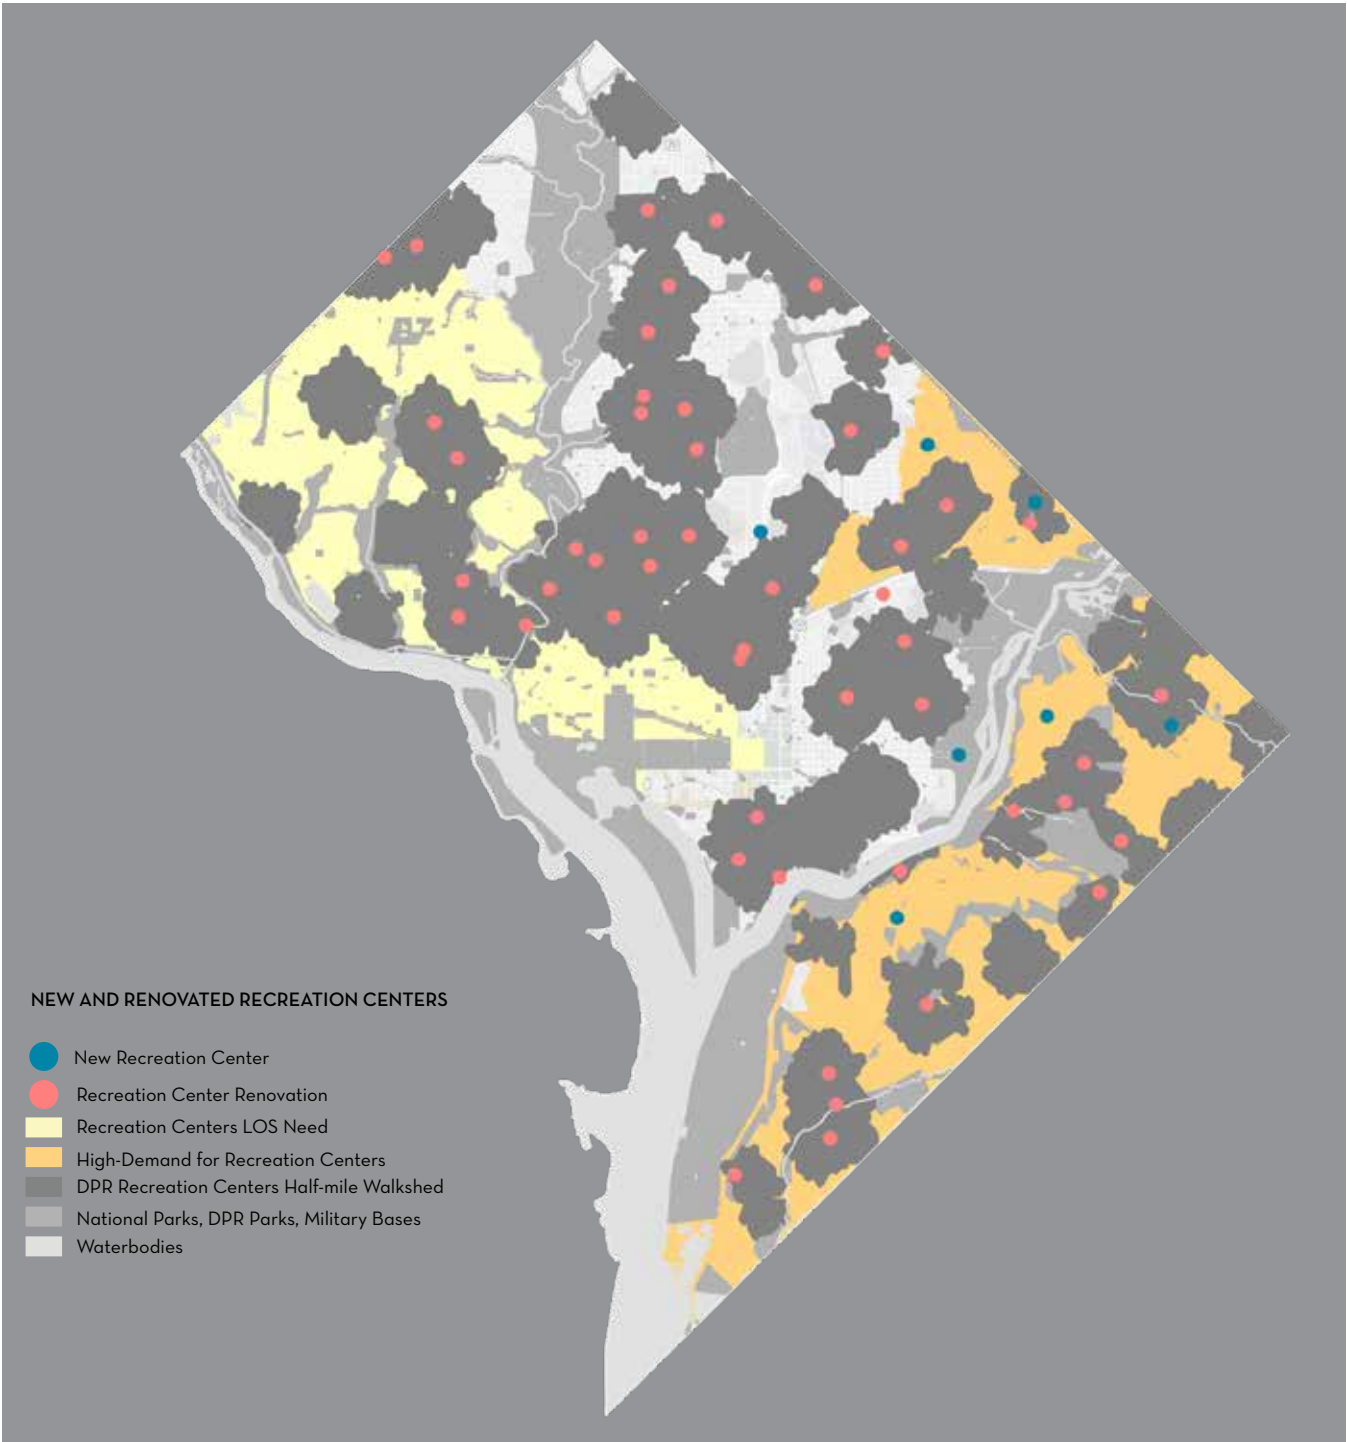 NEW AND RENOVATED RECREATION CENTERS
New Recreation Center
Recreation Center Renovation
Recreation Centers LOS Need
High-Demand for Recreation Centers
DPR Recreation Centers Half-mile Walkshed
National Parks, DPR Parks, Military Bases
Waterbodies